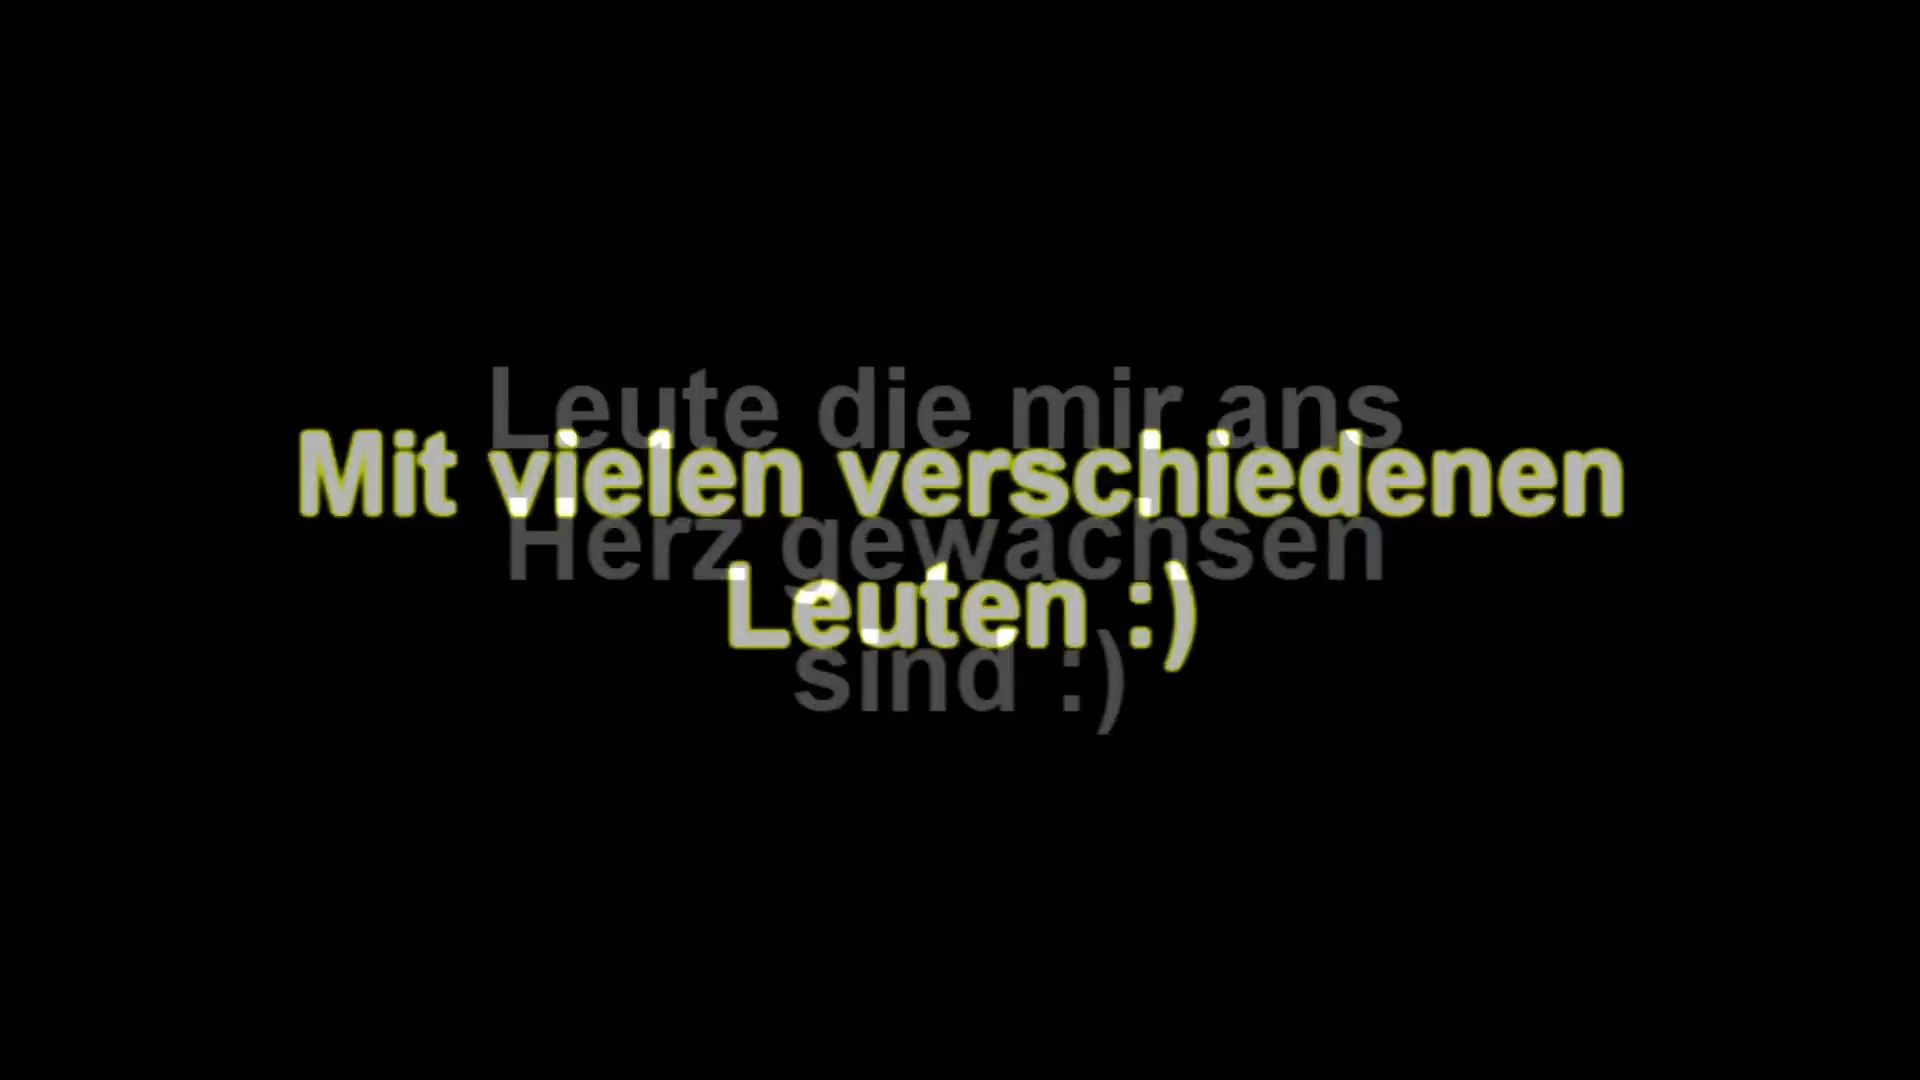 Leute die mir ans
Mit vielen verschiedenen
Herz gewachsen
Leuten :)
sind :)